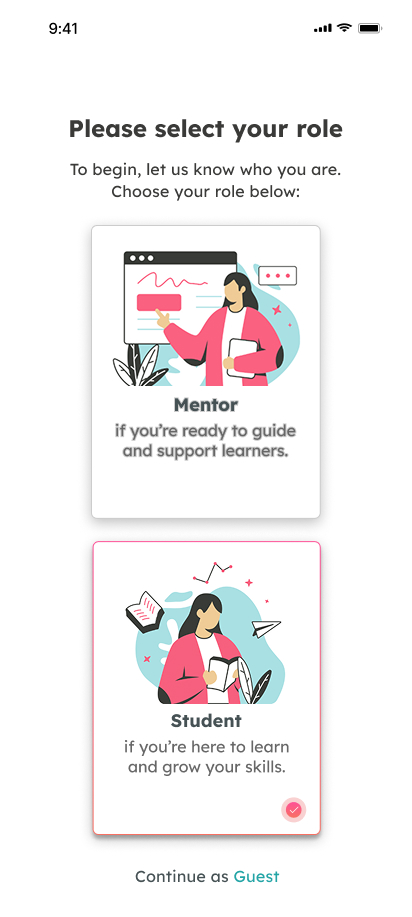 9:41
Please select your role
To begin, let us know who you are.
Choose your role below:
Mentor
if you’re ready to guide
and support learners.
Student
if you’re here to learn
and grow your skills.
Continue as Guest